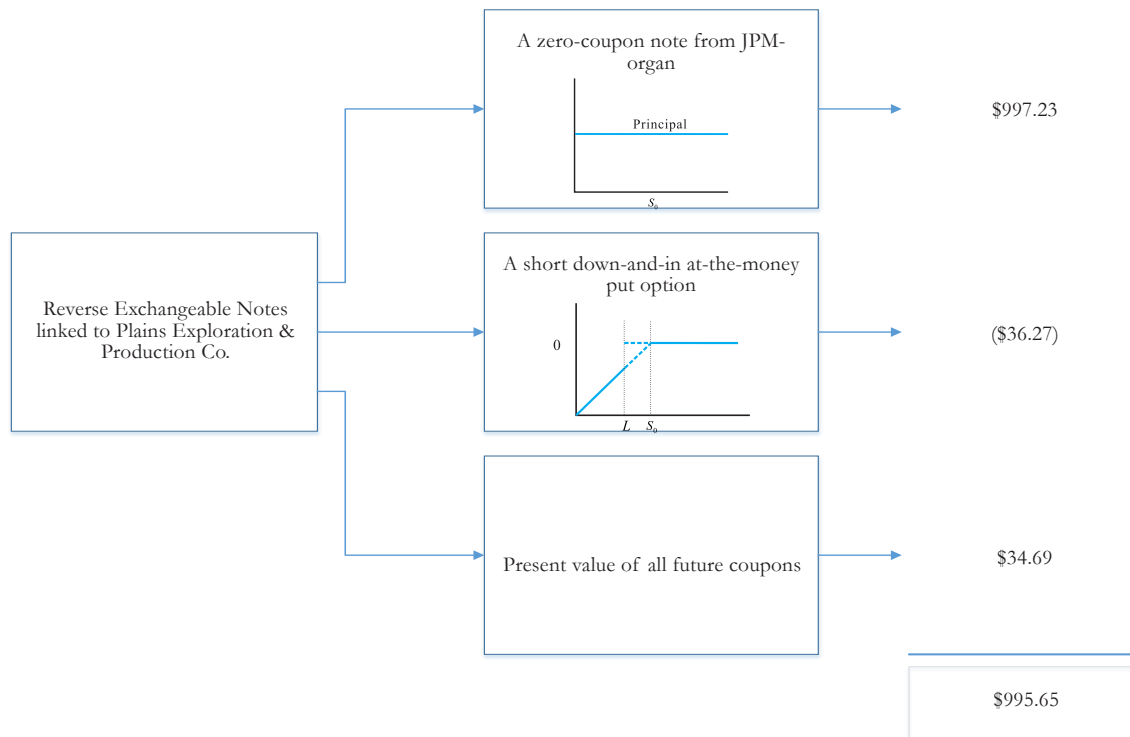 A zero-coupon note from JPM-
organ
Principal
S₀
$997.23
Reverse Exchangeable Notes
linked to Plains Exploration &
Production Co.
A short down-and-in at-the-money
put option
0
L S₀
($36.27)
Present value of all future coupons
$34.69
$995.65